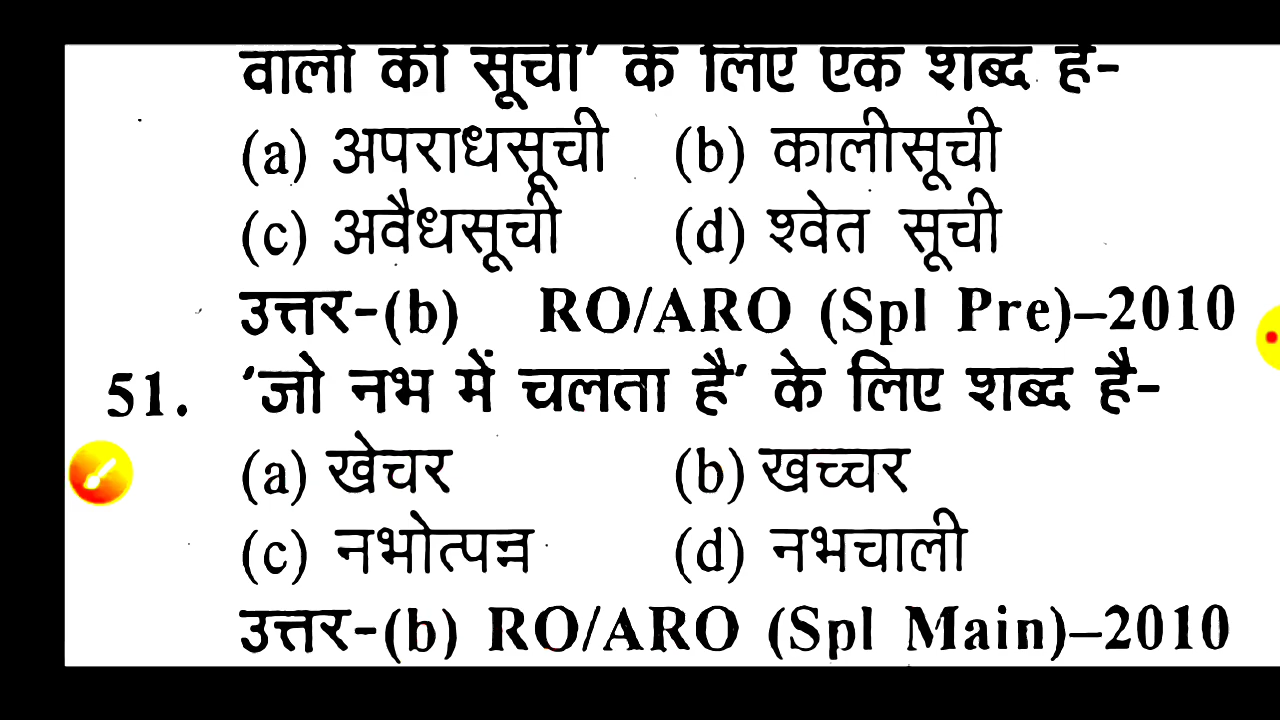 वालों की सूची’ के लिए एक शब्द है-
(a) अपराधसूची (b) कालीसूची
(c) अवैधसूची (d) श्वेत सूची
उत्तर-(b) RO/ARO (Spl Pre)–2010
51. ‘जो नभ में चलता है’ के लिए शब्द है-
(a) खेचर (b) खच्चर
(c) नभोत्पन्न (d) नभचाली
उत्तर-(b) RO/ARO (Spl Main)–2010